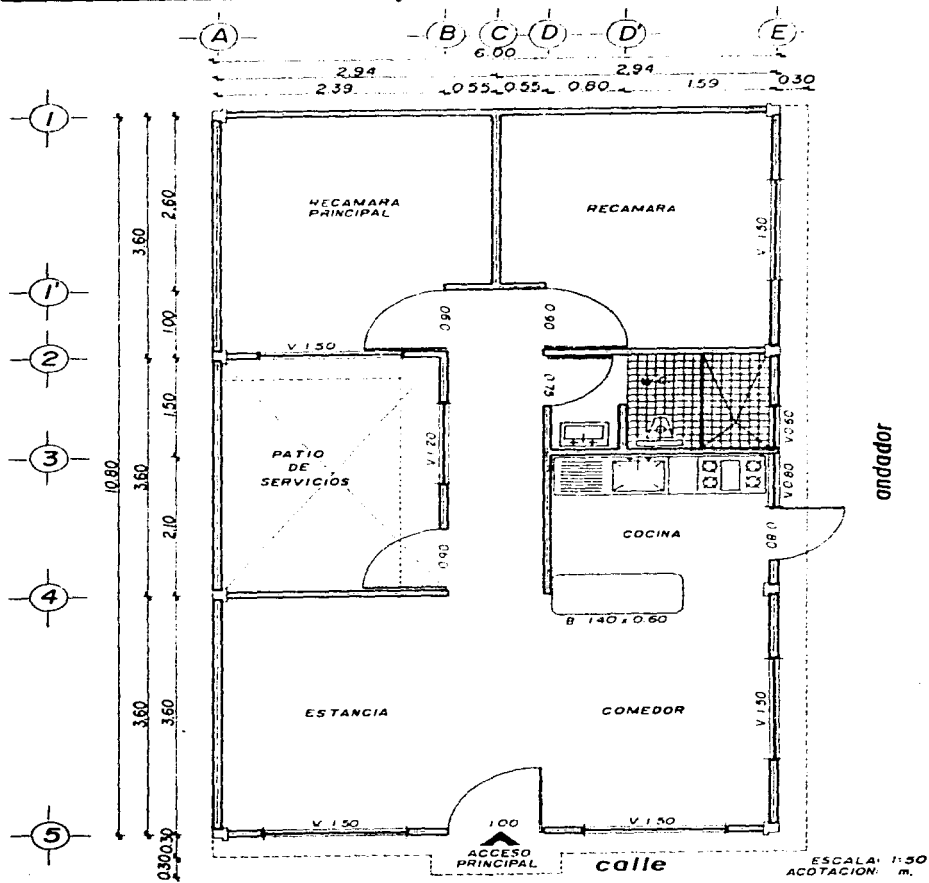 A B C D D' E
6.00
2.94 2.94
2.39 0.55 0.55 0.80 1.59 0.30
1
1'
2
3
4
5
10.80
3.60
3.60
3.60
2.60
1.00
1.50
2.10
3.60
0.30
0.30
RECAMARA
PRINCIPAL
RECAMARA
V 1.50
0.90
0.90
V 1.50
0.75
PATIO
DE
SERVICIOS
V 1.20
0.90
V 0.60
V 0.80
andador
COCINA
0.80
B 1.40 x 0.60
ESTANCIA
COMEDOR
V 1.50
V 1.50
1.00
V 1.50
ACCESO
PRINCIPAL
calle
ESCALA: 1:50
ACOTACION: m.